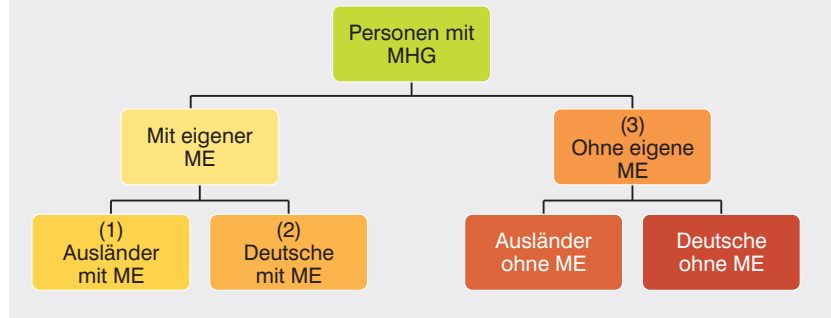 Personen mit
MHG
Mit eigener
ME
(3)
Ohne eigene
ME
(1)
Ausländer
mit ME
(2)
Deutsche
mit ME
Ausländer
ohne ME
Deutsche
ohne ME